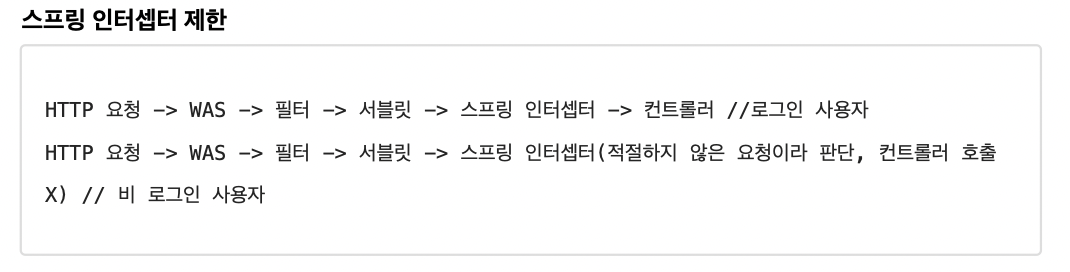 스프링 인터셉터 제한
HTTP 요청 -> WAS -> 필터 -> 서블릿 -> 스프링 인터셉터 -> 컨트롤러 //로그인 사용자
HTTP 요청 -> WAS -> 필터 -> 서블릿 -> 스프링 인터셉터(적절하지 않은 요청이라 판단, 컨트롤러 호출
X) // 비 로그인 사용자